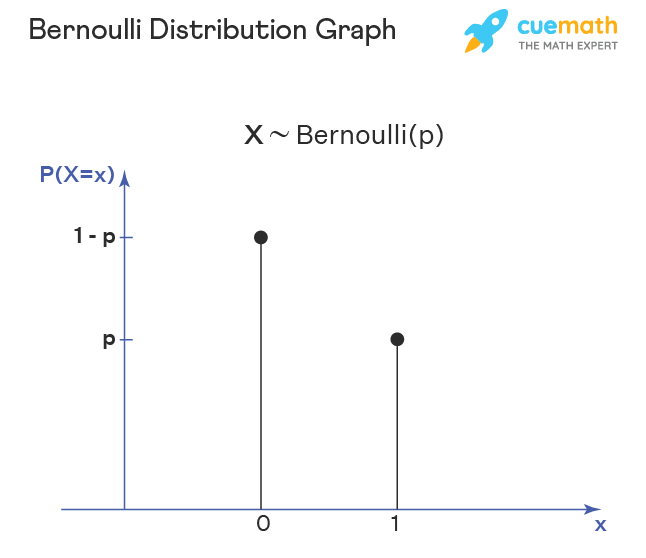 Bernoulli Distribution Graph
cuemath
THE MATH EXPERT
X ~ Bernoulli(p)
P(X=x)
1 - p
p
0
1
x